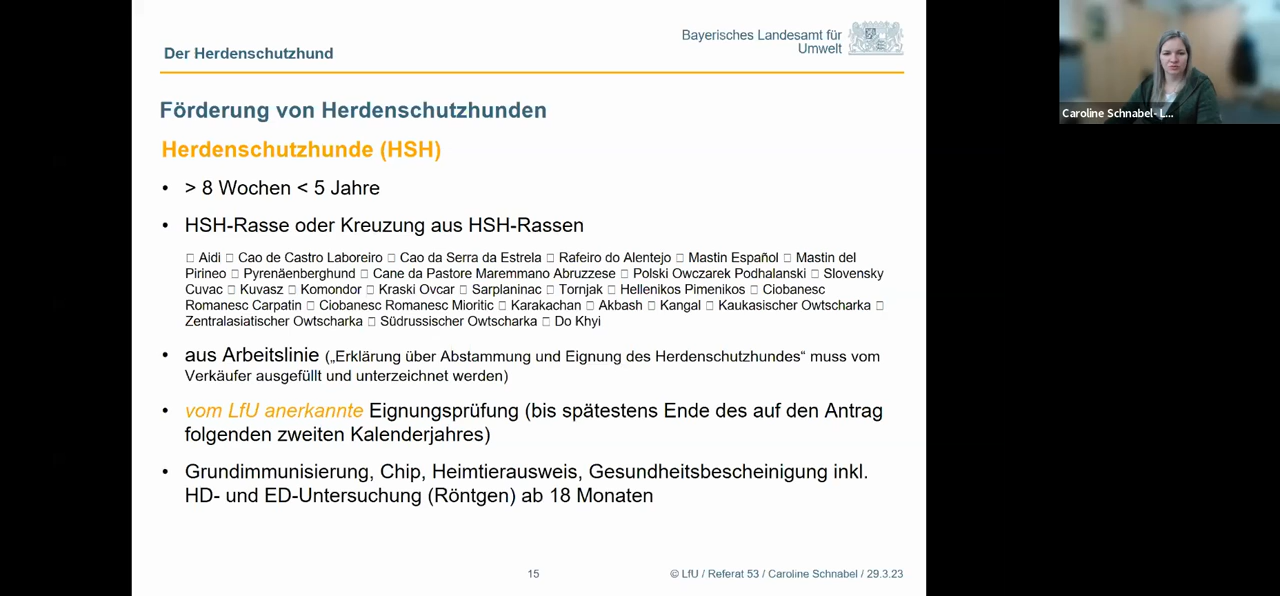 Der Herdenschutzhund
Bayerisches Landesamt für
Umwelt
Förderung von Herdenschutzhunden
Herdenschutzhunde (HSH)
• > 8 Wochen < 5 Jahre
• HSH-Rasse oder Kreuzung aus HSH-Rassen
□ Aidi □ Cao de Castro Laboreiro □ Cao da Serra da Estrela □ Rafeiro do Alentejo □ Mastin Español □ Mastin del
Pirineo □ Pyrenäenberghund □ Cane da Pastore Maremmano Abruzzese □ Polski Owczarek Podhalanski □ Slovensky
Cuvac □ Kuvasz □ Komondor □ Kraski Ovcar □ Sarplaninac □ Tornjak □ Hellenikos Pimenikos □ Ciobanesc
Romanesc Carpatin □ Ciobanesc Romanesc Mioritic □ Karakachan □ Akbash □ Kangal □ Kaukasischer Owtscharka □
Zentralasiatischer Owtscharka □ Südrussischer Owtscharka □ Do Khyi
• aus Arbeitslinie („Erklärung über Abstammung und Eignung des Herdenschutzhundes“ muss vom
Verkäufer ausgefüllt und unterzeichnet werden)
• vom LfU anerkannte Eignungsprüfung (bis spätestens Ende des auf den Antrag
folgenden zweiten Kalenderjahres)
• Grundimmunisierung, Chip, Heimtierausweis, Gesundheitsbescheinigung inkl.
HD- und ED-Untersuchung (Röntgen) ab 18 Monaten
15
© LfU / Referat 53 / Caroline Schnabel / 29.3.23
Caroline Schnabel- L...